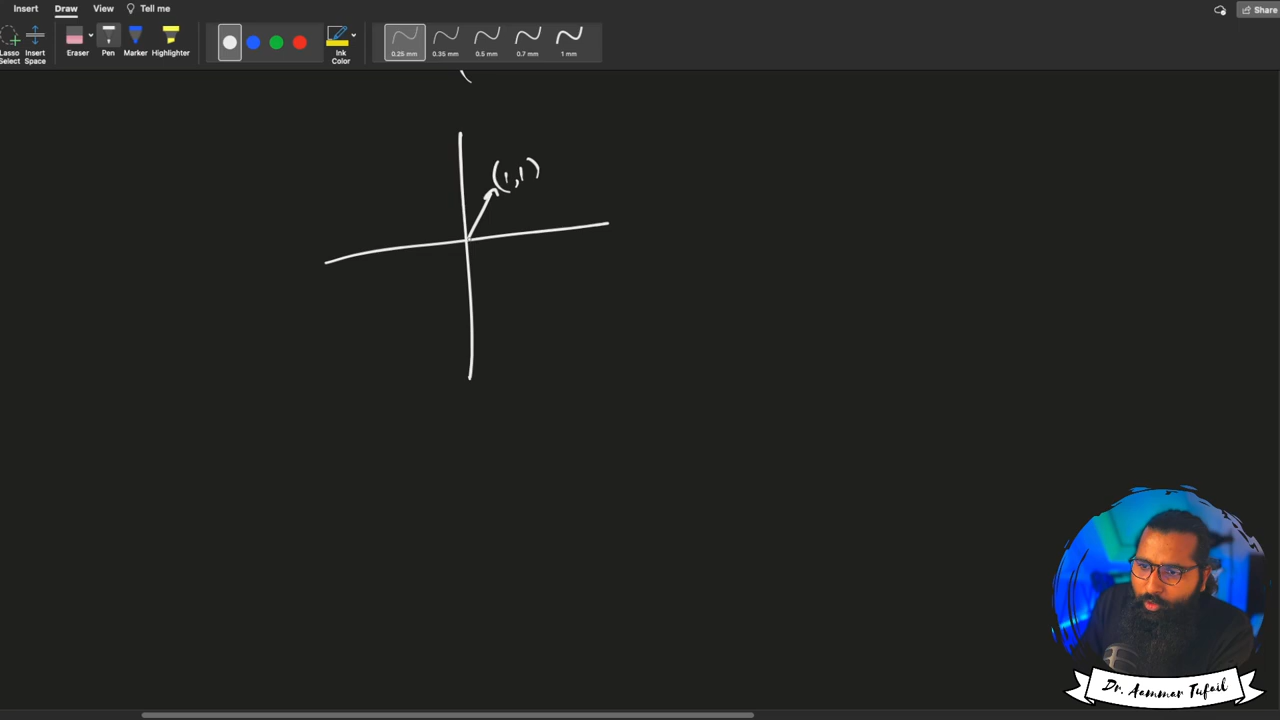 Insert Draw View Tell me
Share
Lasso Select
Insert Space
Eraser
Pen
Marker
Highlighter
Ink Color
0.25 mm
0.35 mm
0.5 mm
0.7 mm
1 mm
(1,1)
Dr. Aammar Tufail